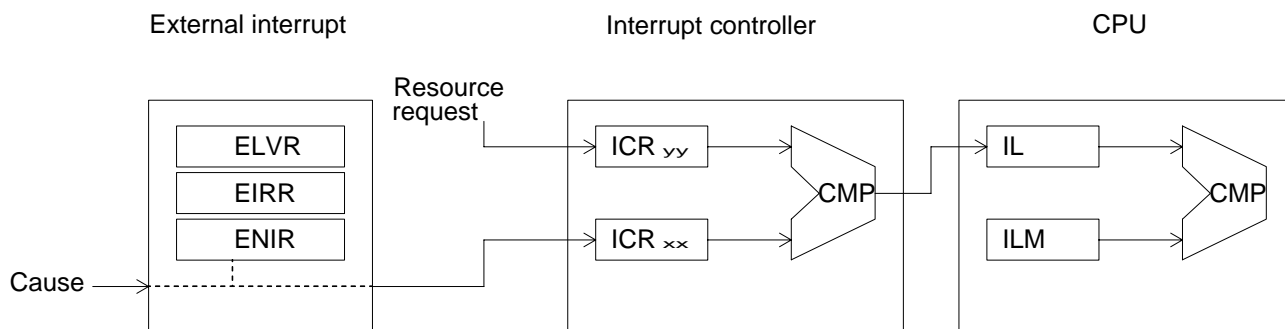 External interrupt
Interrupt controller
CPU
Resource
request
ELVR
EIRR
ENIR
Cause
ICR yy
CMP
ICR xx
IL
CMP
ILM